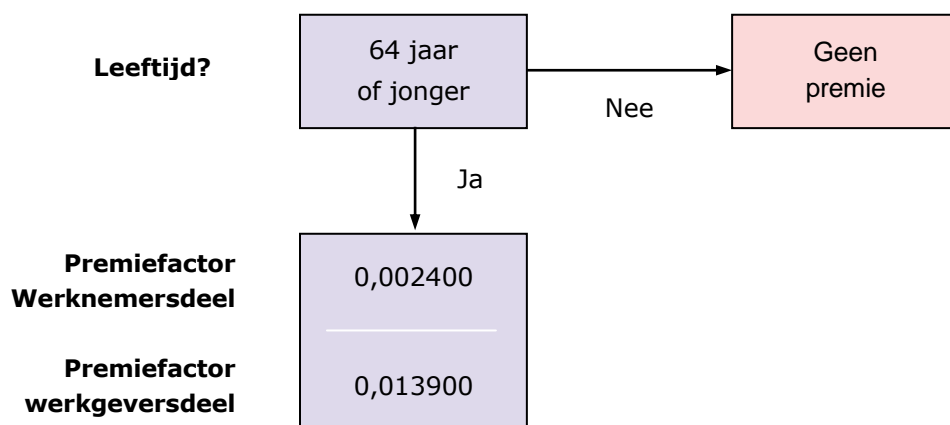 Leeftijd?
64 jaar
of jonger
Nee
Geen
premie
Ja
Premiefactor
Werknemersdeel
0,002400
Premiefactor
werkgeversdeel
0,013900